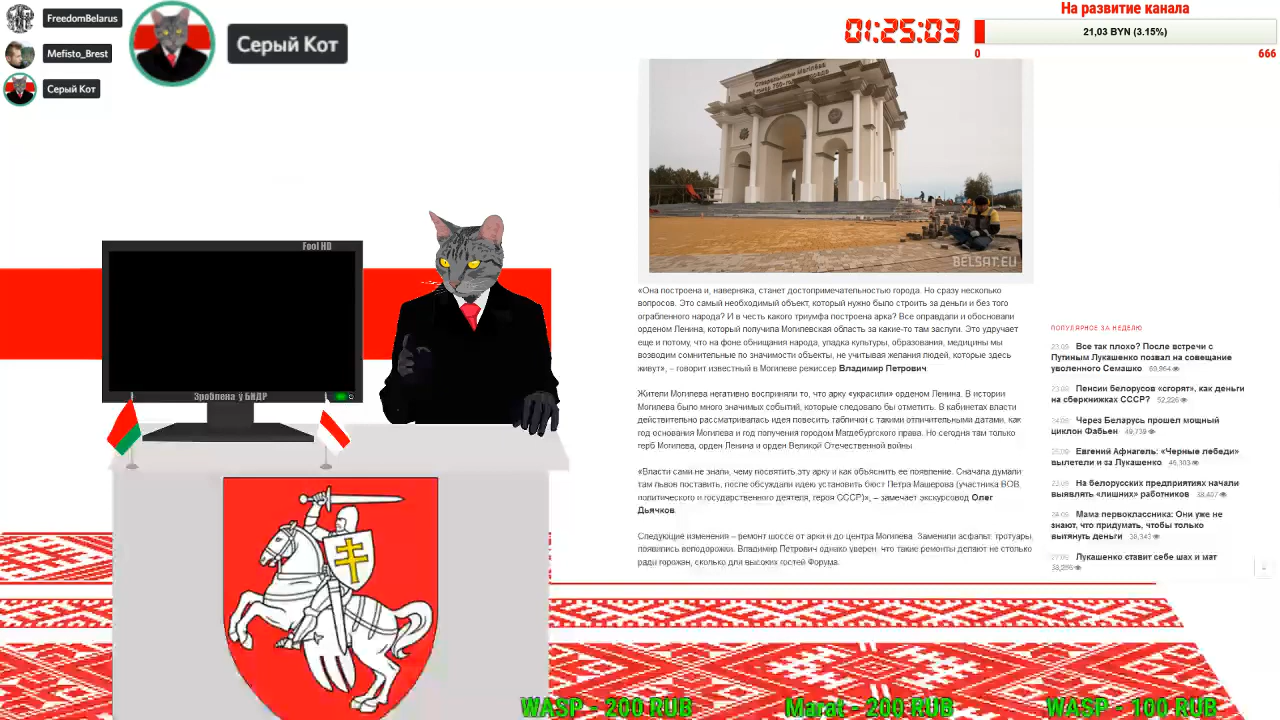 FreedomBelarus
Mefisto_Brest
Серый Кот
Серый Кот
01:25:03
На развитие канала
21,03 BYN (3.15%)
0
666
Fool HD
Зроблена ў БНДР
BELSAT.EU
«Она построена и, наверняка, станет достопримечательностью города. Но сразу несколько
вопросов. Это самый необходимый объект, который нужно было строить за деньги и без того
ограбленного народа? И в честь какого триумфа построена арка? Все оправдали и обосновали
орденом Ленина, который получила Могилевская область за какие-то там заслуги. Это удручает
еще и потому, что на фоне обнищания народа, упадка культуры, образования, медицины мы
возводим сомнительные по значимости объекты, не учитывая желания людей, которые здесь
живут», – говорит известный в Могилеве режиссер Владимир Петрович.
Жители Могилева негативно восприняли то, что арку «украсили» орденом Ленина. В истории
Могилева было много значимых событий, которые следовало бы отметить. В кабинетах власти
действительно рассматривалась идея повесить таблички с такими отличительными датами, как
год основания Могилева и год получения городом Магдебургского права. Но сегодня там только
герб Могилева, орден Ленина и орден Великой Отечественной войны.
«Власти сами не знали, чему посвятить эту арку и как объяснить ее появление. Сначала думали
там львов поставить, после обсуждали идею установить бюст Петра Машерова (участника ВОВ,
политического и государственного деятеля, героя СССР)», – замечает экскурсовод Олег
Дьячков.
Следующие изменения – ремонт шоссе от арки и до центра Могилева. Заменили асфальт, тротуары,
появились велодорожки. Владимир Петрович однако уверен, что такие ремонты делают не столько
ради горожан, сколько для высоких гостей Форума.
ПОПУЛЯРНОЕ ЗА НЕДЕЛЮ
Все так плохо? После встречи с
Путиным Лукашенко позвал на совещание
уволенного Семашко 69,964
Пенсии белорусов «сгорят», как деньги
на сберкнижках СССР? 52,226
Через Беларусь прошел мощный
циклон Фабьен 49,739
Евгений Афнагель: «Черные лебеди»
вылетели и за Лукашенко 46,303
На белорусских предприятиях начали
выявлять «лишних» работников 38,407
Мама первоклассника: Они уже не
знают, что придумать, чтобы только
вытянуть деньги 38,343
Лукашенко ставит себе шах и мат
WASP - 200 RUB
Marat - 200 RUB
WASP - 100 RUB